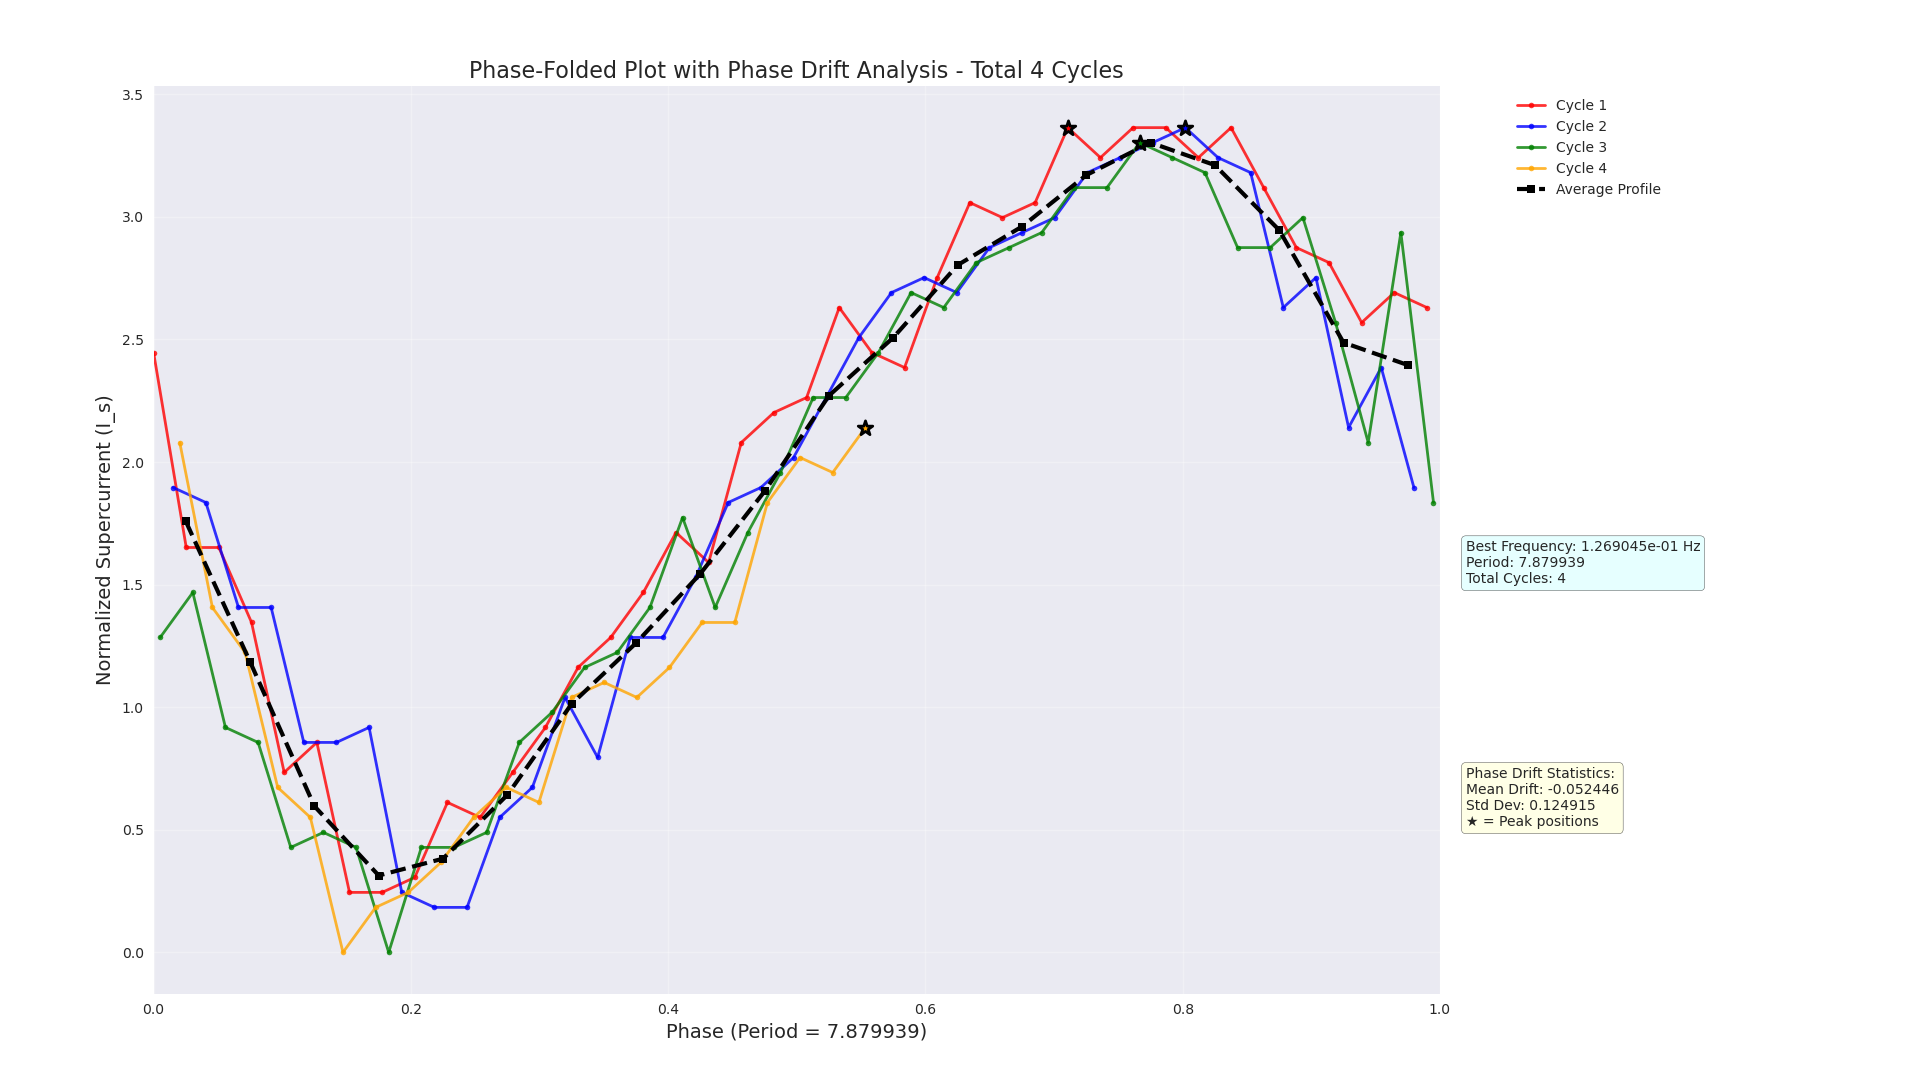 Phase-Folded Plot with Phase Drift Analysis - Total 4 Cycles
Normalized Supercurrent (I_s)
3.5
3.0
2.5
2.0
1.5
1.0
0.5
0.0
0.0
0.2
0.4
0.6
0.8
1.0
Phase (Period = 7.879939)
Cycle 1
Cycle 2
Cycle 3
Cycle 4
Average Profile
Best Frequency: 1.269045e-01 Hz
Period: 7.879939
Total Cycles: 4
Phase Drift Statistics:
Mean Drift: -0.052446
Std Dev: 0.124915
★ = Peak positions